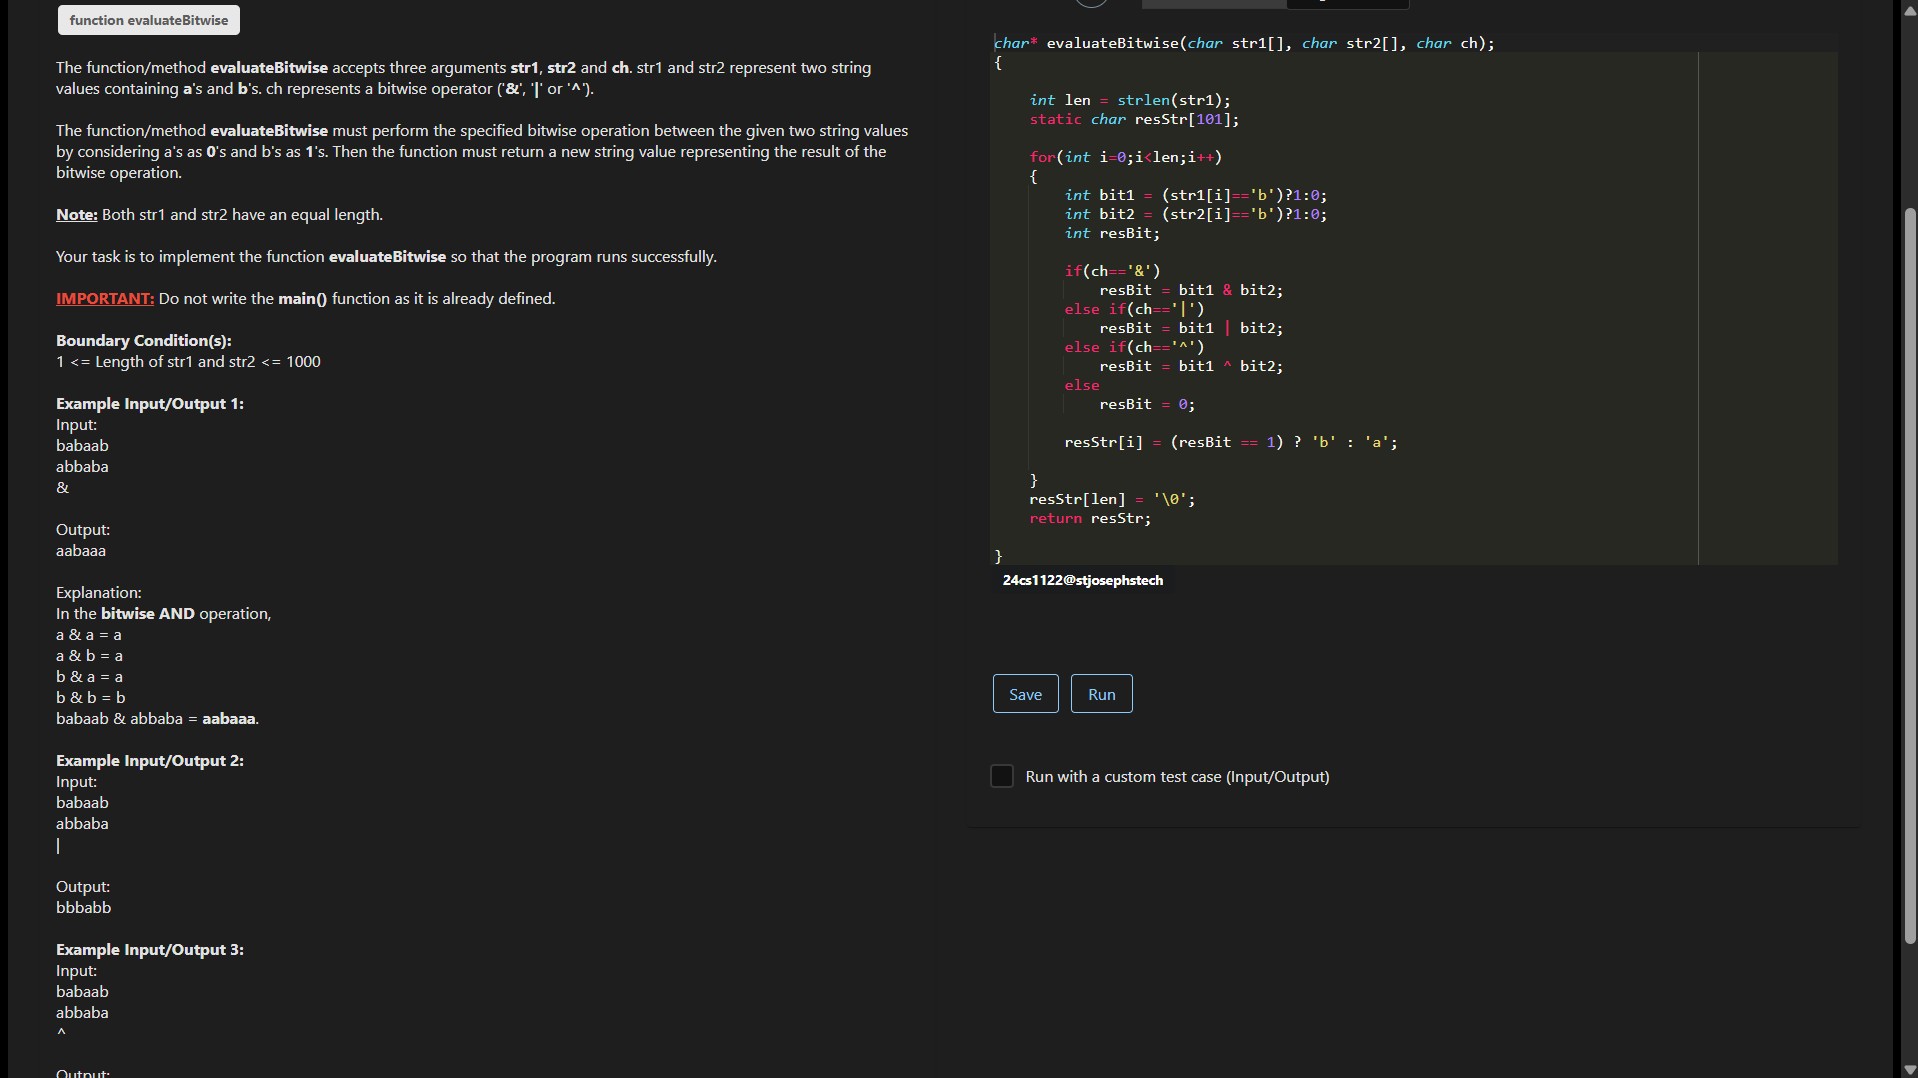 function evaluateBitwise
The function/method evaluateBitwise accepts three arguments str1, str2 and ch. str1 and str2 represent two string
values containing a's and b's. ch represents a bitwise operator ('&', '|' or '^').
The function/method evaluateBitwise must perform the specified bitwise operation between the given two string values
by considering a's as 0's and b's as 1's. Then the function must return a new string value representing the result of the
bitwise operation.
Note: Both str1 and str2 have an equal length.
Your task is to implement the function evaluateBitwise so that the program runs successfully.
IMPORTANT: Do not write the main() function as it is already defined.
Boundary Condition(s):
1 <= Length of str1 and str2 <= 1000
Example Input/Output 1:
Input:
babaab
abbaba
&
Output:
aabaaa
Explanation:
In the bitwise AND operation,
a & a = a
a & b = a
b & a = a
b & b = b
babaab & abbaba = aabaaa.
Example Input/Output 2:
Input:
babaab
abbaba
|
Output:
bbbabb
Example Input/Output 3:
Input:
babaab
abbaba
^
Output:
char* evaluateBitwise(char str1[], char str2[], char ch);
{
int len = strlen(str1);
static char resStr[101];
for(int i=0;i<len;i++)
{
int bit1 = (str1[i]=='b')?1:0;
int bit2 = (str2[i]=='b')?1:0;
int resBit;
if(ch=='&')
resBit = bit1 & bit2;
else if(ch=='|')
resBit = bit1 | bit2;
else if(ch=='^')
resBit = bit1 ^ bit2;
else
resBit = 0;
resStr[i] = (resBit == 1) ? 'b' : 'a';
}
resStr[len] = '\0';
return resStr;
}
24cs1122@stjosephstech
Save Run
Run with a custom test case (Input/Output)